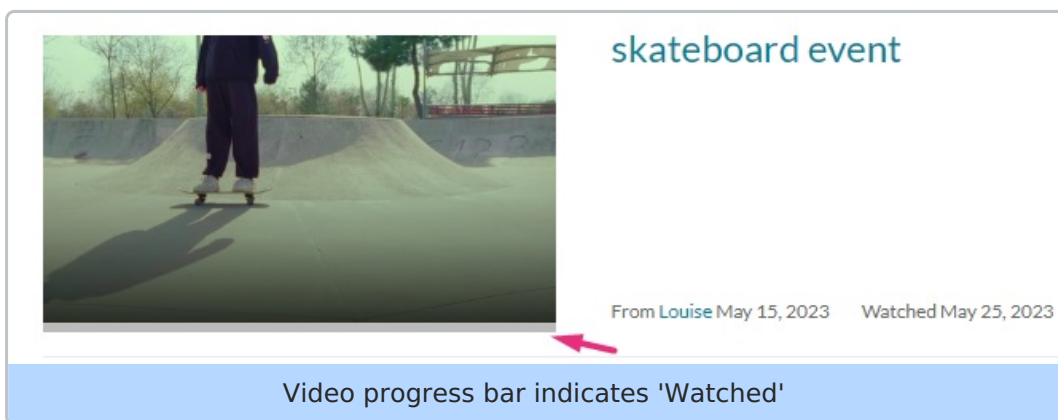 skateboard event
From Louise May 15, 2023 Watched May 25, 2023
Video progress bar indicates 'Watched'